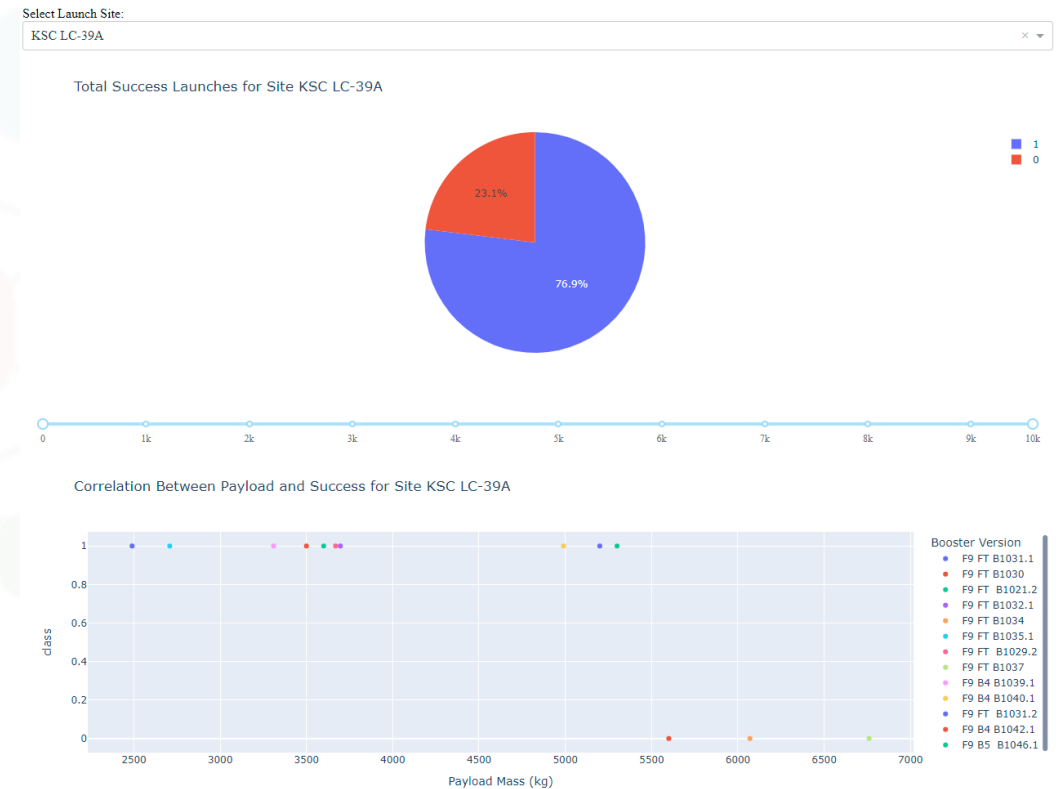 Select Launch Site:
KSC LC-39A × 
Total Success Launches for Site KSC LC-39A
1
0
23.1%
76.9%
0 1k 2k 3k 4k 5k 6k 7k 8k 9k 10k
Correlation Between Payload and Success for Site KSC LC-39A
Booster Version
F9 FT B1031.1
F9 FT B1030
F9 FT  B1021.2
F9 FT B1032.1
F9 FT B1034
F9 FT B1035.1
F9 FT  B1029.2
F9 FT B1037
F9 B4 B1039.1
F9 B4 B1040.1
F9 FT  B1031.2
F9 B4 B1042.1
F9 B5  B1046.1
class
1
0.8
0.6
0.4
0.2
0
2500 3000 3500 4000 4500 5000 5500 6000 6500 7000
Payload Mass (kg)